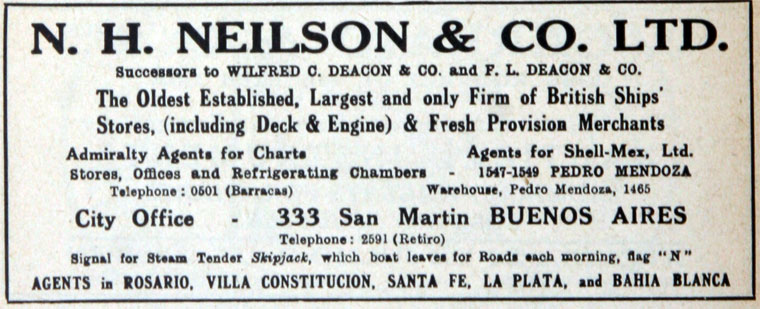 N. H. NEILSON & CO. LTD.
Successors to WILFRED C. DEACON & CO. and F. L. DEACON & CO.
The Oldest Established, Largest and only Firm of British Ships'
Stores, (including Deck & Engine) & Fresh Provision Merchants
Admiralty Agents for Charts Agents for Shell-Mex, Ltd.
Stores, Offices and Refrigerating Chambers - 1547-1549 PEDRO MENDOZA
Telephone: 0501 (Barracas) Warehouse, Pedro Mendoza, 1465
City Office - 333 San Martin BUENOS AIRES
Telephone: 2591 (Retiro)
Signal for Steam Tender Skipjack, which boat leaves for Roads each morning, flag "N"
AGENTS in ROSARIO, VILLA CONSTITUCION, SANTA FE, LA PLATA, and BAHIA BLANCA